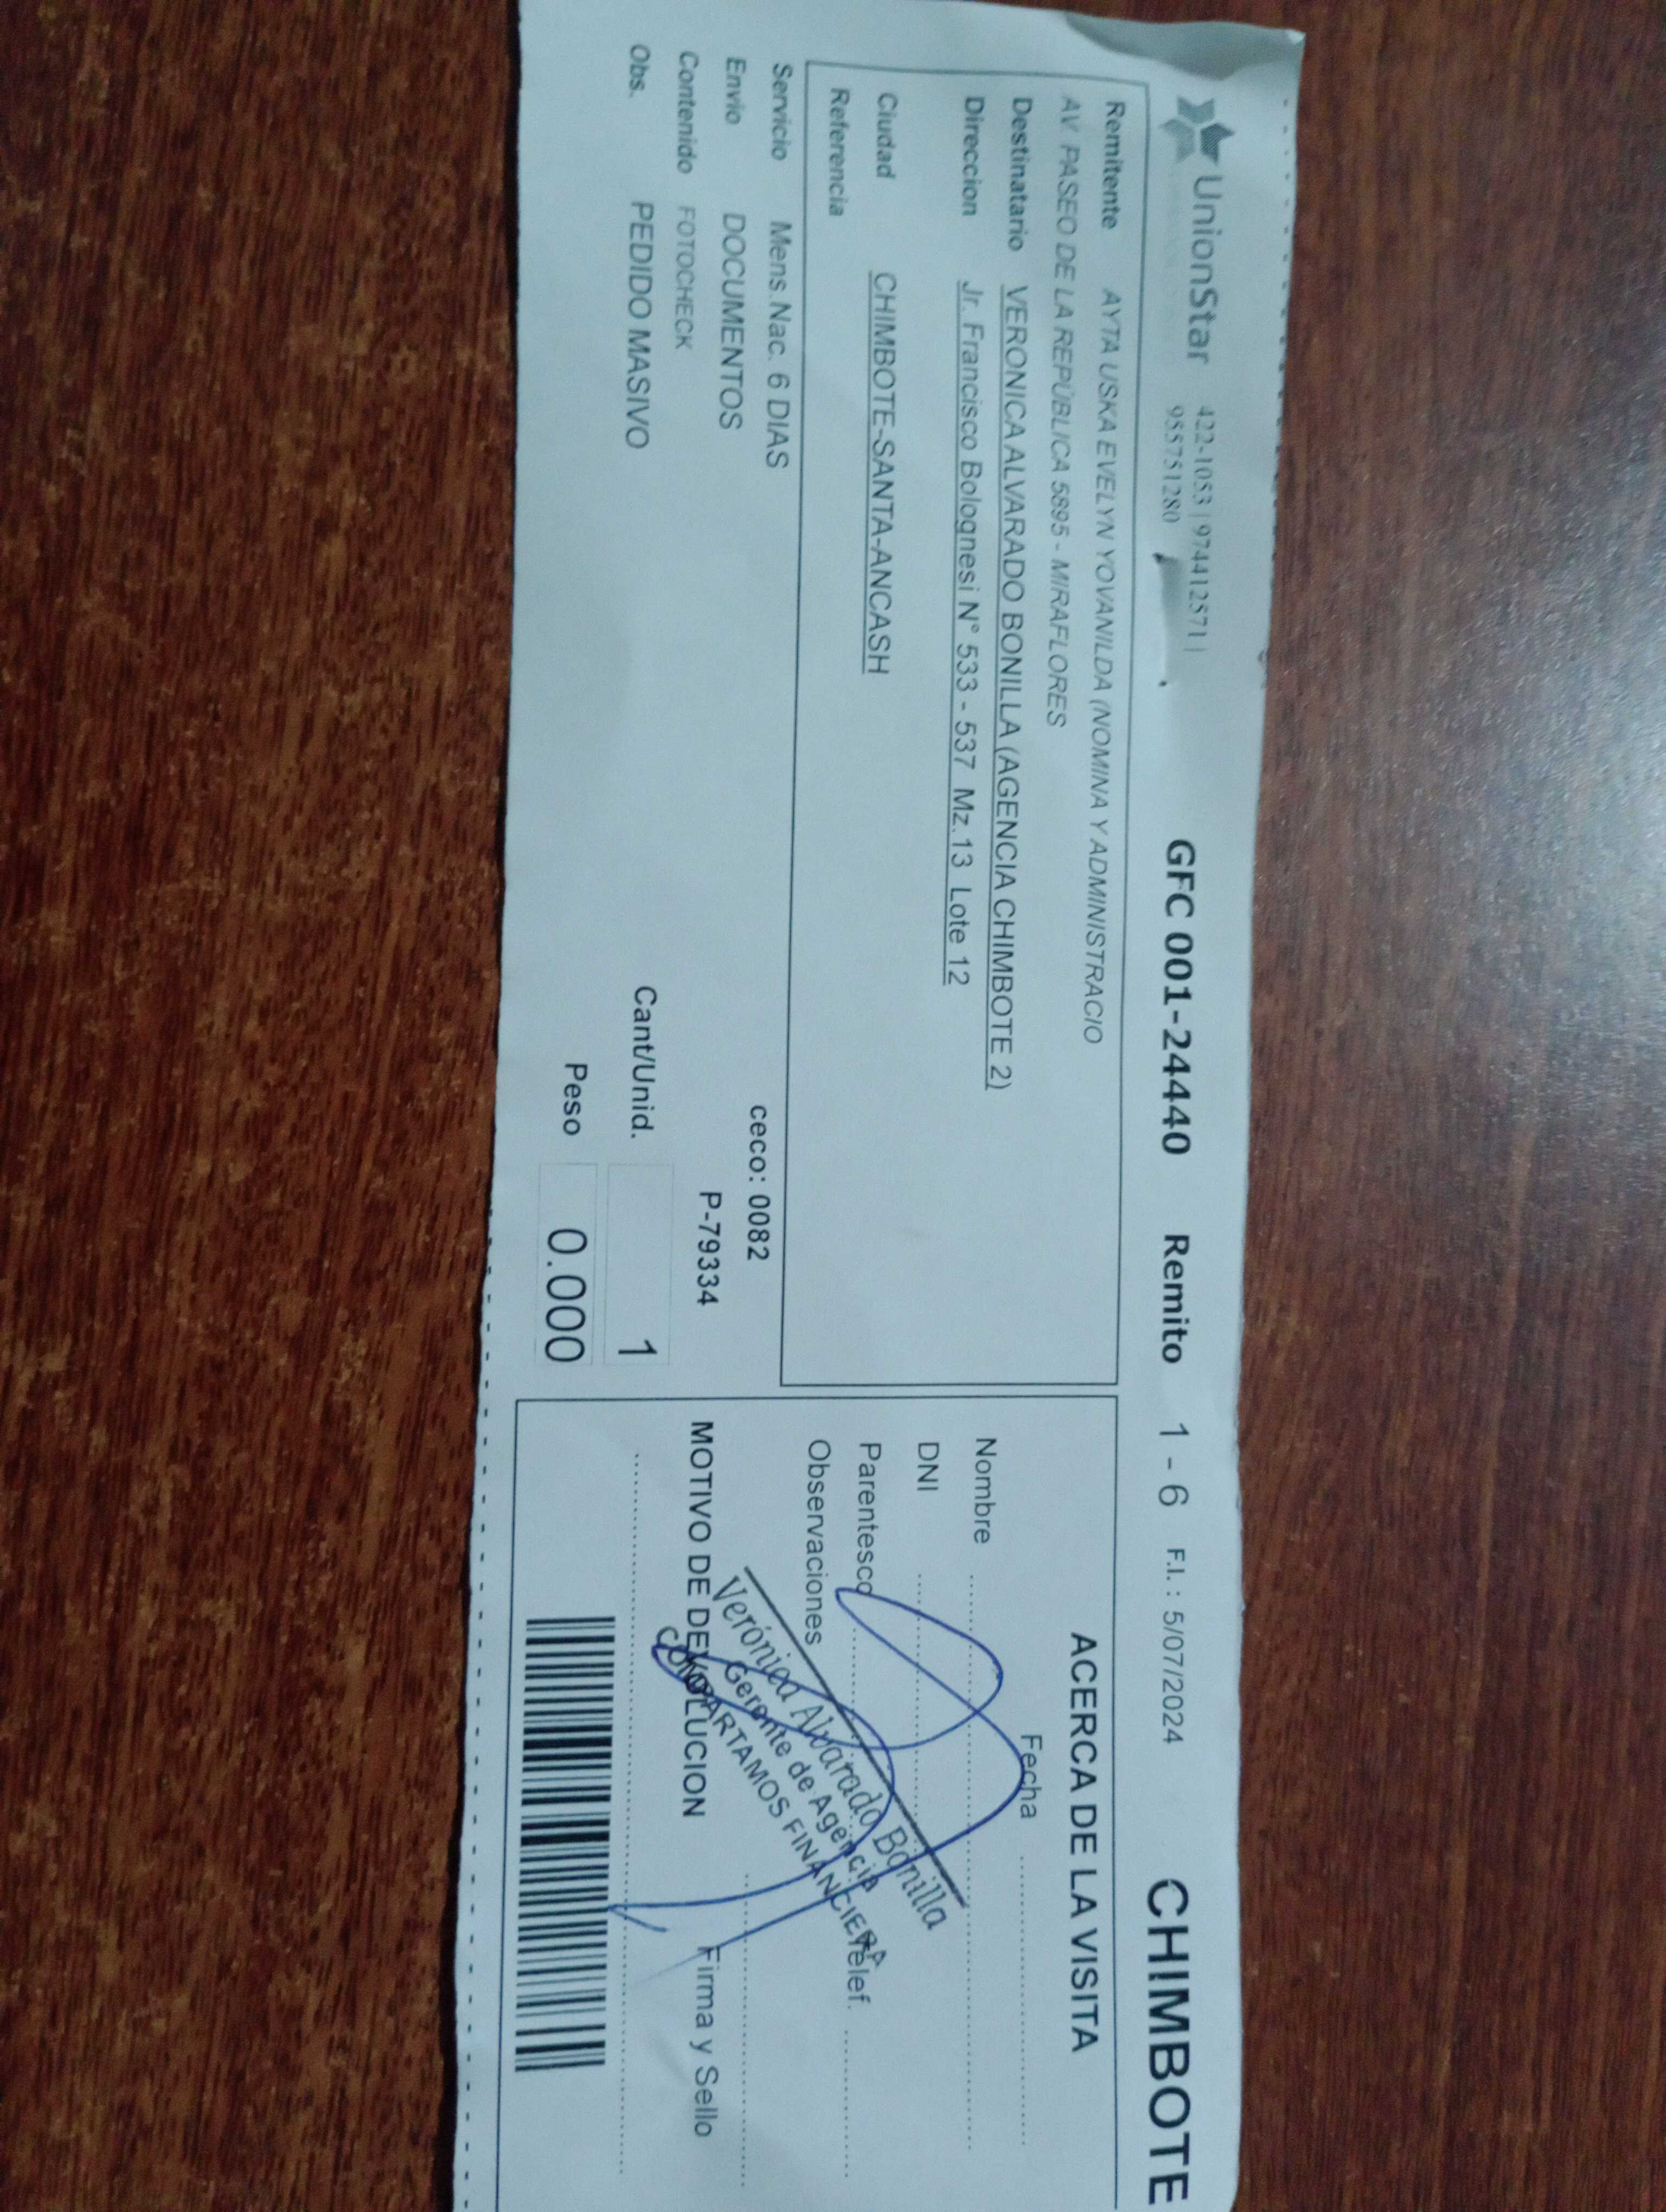 UnionStar 422-1053 | 974412571 |
955751280
GFC 001-24440 Remito 1 - 6 F.I. : 5/07/2024 CHIMBOTE
Remitente AYTA USKA EVELYN YOVANILDA (NOMINA Y ADMINISTRACIO
AV. PASEO DE LA REPÚBLICA 5895 - MIRAFLORES
Destinatario VERONICA ALVARADO BONILLA (AGENCIA CHIMBOTE 2)
Direccion Jr. Francisco Bolognesi N° 533 - 537 Mz.13 Lote 12
Ciudad CHIMBOTE-SANTA-ANCASH
Referencia
Servicio Mens.Nac. 6 DIAS
ceco: 0082
Envio DOCUMENTOS
P-79334
Contenido FOTOCHECK
Obs. PEDIDO MASIVO
Cant/Unid. 1
Peso 0.000
ACERCA DE LA VISITA
Fecha
Nombre
DNI
Parentesco
Telef.
Observaciones
Verónica Alvarado Bonilla
Gerente de Agencia
COMPARTAMOS FINANCIERA
MOTIVO DE DEVOLUCION
Firma y Sello